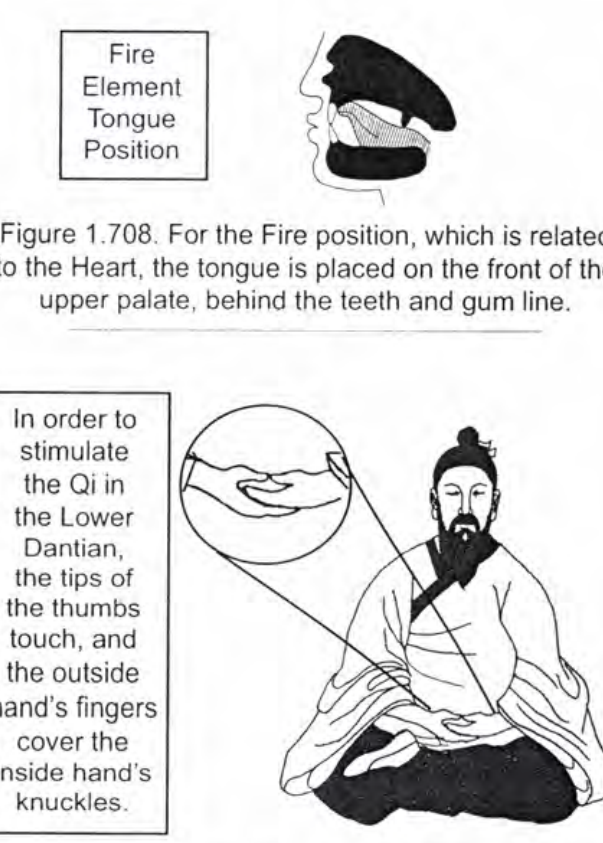 Fire
Element
Tongue
Position
Figure 1.708. For the Fire position, which is related
to the Heart, the tongue is placed on the front of the
upper palate, behind the teeth and gum line.
In order to
stimulate
the Qi in
the Lower
Dantian,
the tips of
the thumbs
touch, and
the outside
hand's fingers
cover the
inside hand's
knuckles.